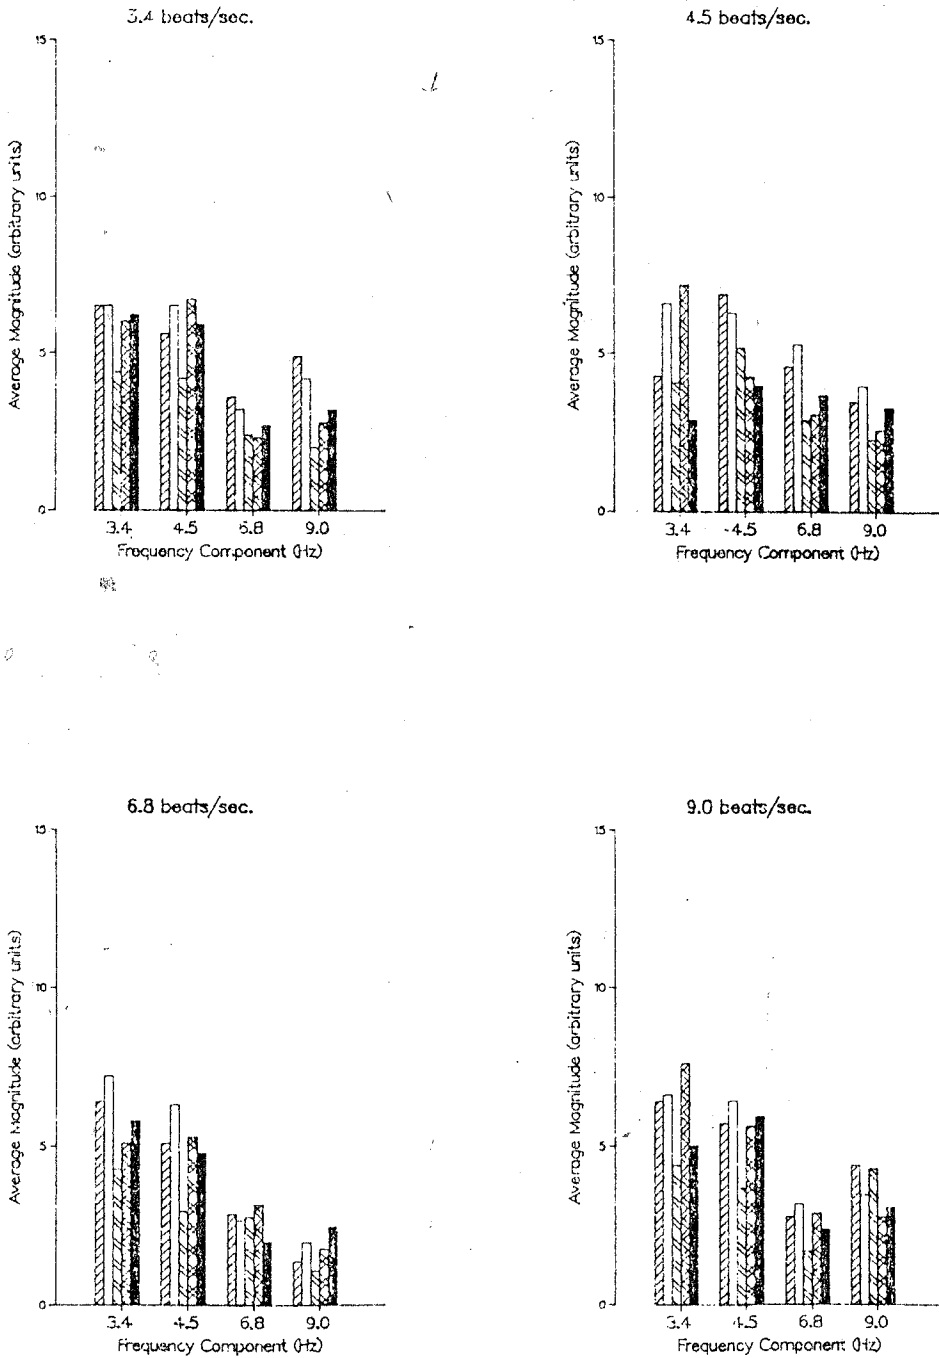 3.4 beats/sec.
15
10
5
0
Average Magnitude (arbitrary units)
3.4 4.5 6.8 9.0
Frequency Component (Hz)
4.5 beats/sec.
15
10
5
0
Average Magnitude (arbitrary units)
3.4 4.5 6.8 9.0
Frequency Component (Hz)
6.8 beats/sec.
15
10
5
0
Average Magnitude (arbitrary units)
3.4 4.5 6.8 9.0
Frequency Component (Hz)
9.0 beats/sec.
15
10
5
0
Average Magnitude (arbitrary units)
3.4 4.5 6.8 9.0
Frequency Component (Hz)